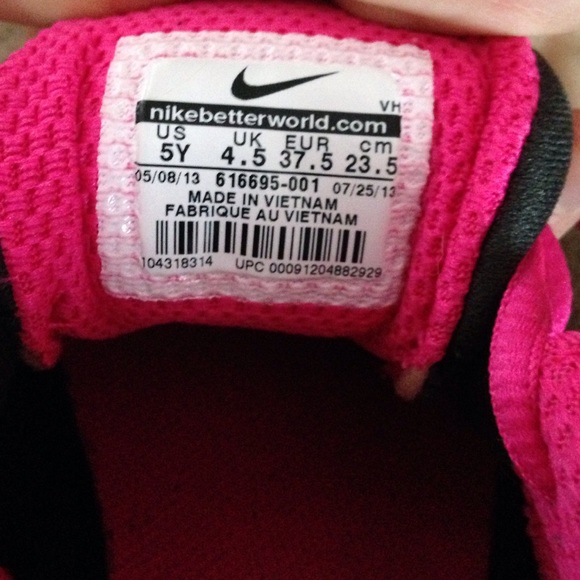 VH
nikebetterworld.com
US UK EUR cm
5Y 4.5 37.5 23.5
05/08/13 616695-001 07/25/13
MADE IN VIETNAM
FABRIQUE AU VIETNAM
104318314 UPC 00091204882929